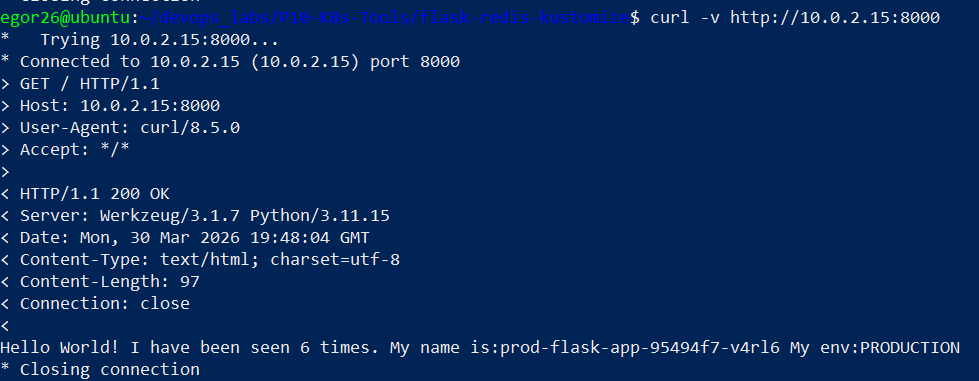 egor26@ubuntu:~/devops_labs/P16-K8s-Tools/flask-redis-kustomize$ curl -v http://10.0.2.15:8000
*   Trying 10.0.2.15:8000...
* Connected to 10.0.2.15 (10.0.2.15) port 8000
> GET / HTTP/1.1
> Host: 10.0.2.15:8000
> User-Agent: curl/8.5.0
> Accept: */*
>
< HTTP/1.1 200 OK
< Server: Werkzeug/3.1.7 Python/3.11.15
< Date: Mon, 30 Mar 2026 19:48:04 GMT
< Content-Type: text/html; charset=utf-8
< Content-Length: 97
< Connection: close
<
Hello World! I have been seen 6 times. My name is:prod-flask-app-95494f7-v4rl6 My env:PRODUCTION
* Closing connection